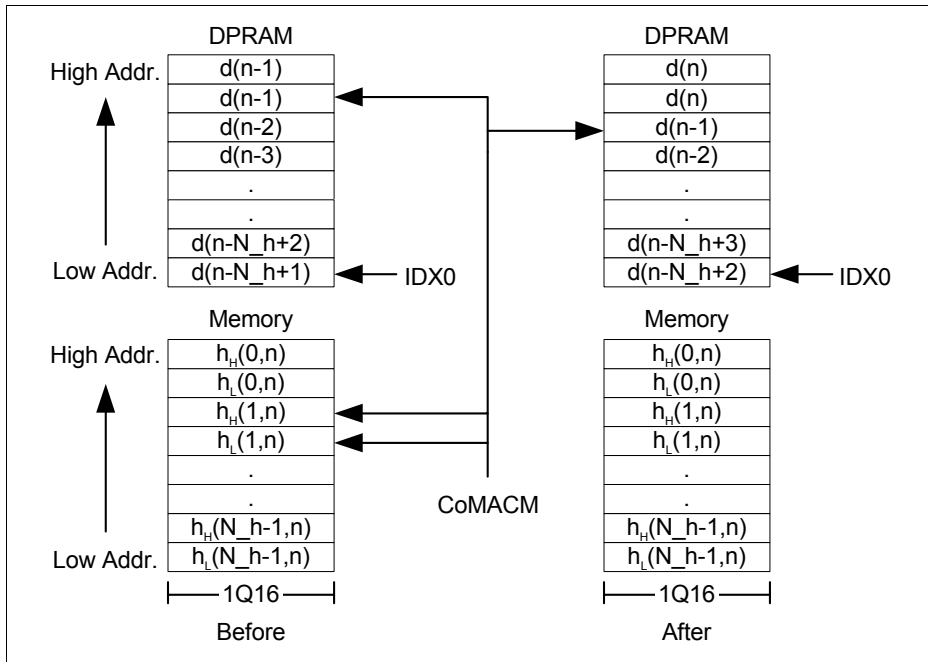 DPRAM
High Addr.
d(n-1)
d(n-1)
d(n-2)
d(n-3)
.
.
d(n-N_h+2)
Low Addr.
d(n-N_h+1)
IDX0
Memory
High Addr.
hH(0,n)
hL(0,n)
hH(1,n)
hL(1,n)
.
.
hH(N_h-1,n)
Low Addr.
hL(N_h-1,n)
1Q16
Before
CoMACM
DPRAM
d(n)
d(n)
d(n-1)
d(n-2)
.
.
d(n-N_h+3)
d(n-N_h+2)
IDX0
Memory
hH(0,n)
hL(0,n)
hH(1,n)
hL(1,n)
.
.
hH(N_h-1,n)
hL(N_h-1,n)
1Q16
After